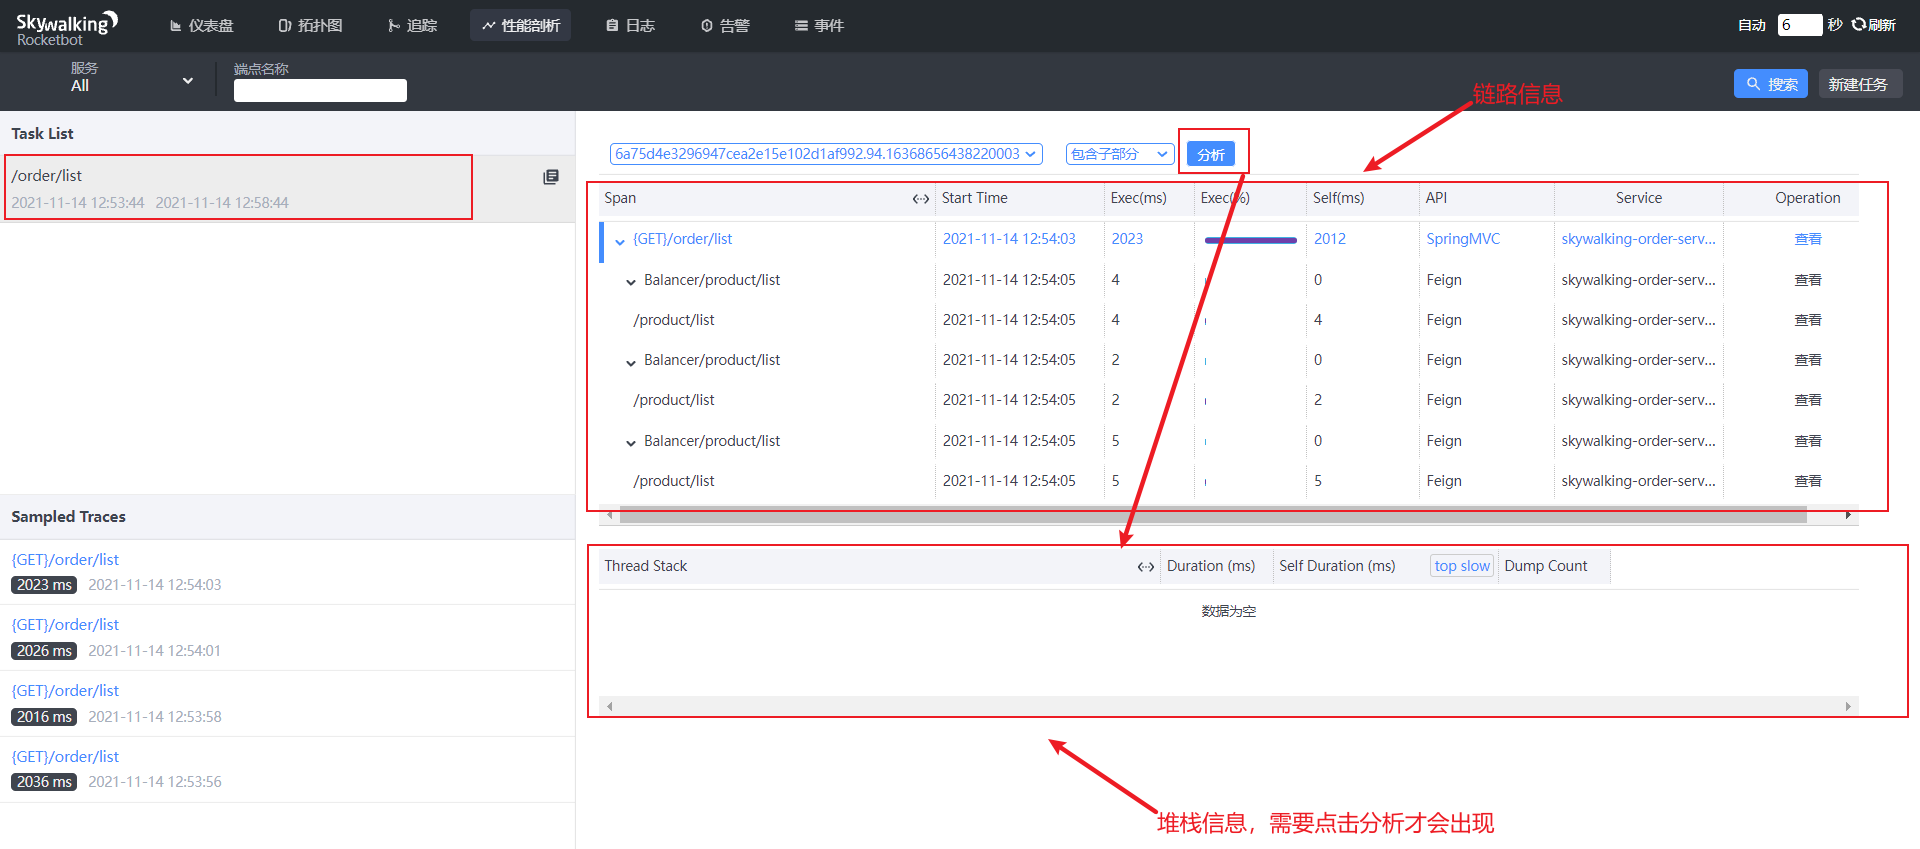 Skywalking
Rocketbot
仪表盘
拓扑图
追踪
性能剖析
日志
告警
事件
自动
6
秒
刷新
服务
All
端点名称
搜索
新建任务
链路信息
Task List
/order/list
2021-11-14 12:53:44 2021-11-14 12:58:44
6a75d4e3296947cea2e15e102d1af992.94.16368656438220003
包含子部分
分析
Span Start Time Exec(ms) Exec(%) Self(ms) API Service Operation
{GET}/order/list 2021-11-14 12:54:03 2023 2012 SpringMVC skywalking-order-serv... 查看
Balancer/product/list 2021-11-14 12:54:05 4 0 Feign skywalking-order-serv... 查看
/product/list 2021-11-14 12:54:05 4 4 Feign skywalking-order-serv... 查看
Balancer/product/list 2021-11-14 12:54:05 2 0 Feign skywalking-order-serv... 查看
/product/list 2021-11-14 12:54:05 2 2 Feign skywalking-order-serv... 查看
Balancer/product/list 2021-11-14 12:54:05 5 0 Feign skywalking-order-serv... 查看
/product/list 2021-11-14 12:54:05 5 5 Feign skywalking-order-serv... 查看
Sampled Traces
{GET}/order/list
2023 ms 2021-11-14 12:54:03
{GET}/order/list
2026 ms 2021-11-14 12:54:01
{GET}/order/list
2016 ms 2021-11-14 12:53:58
{GET}/order/list
2036 ms 2021-11-14 12:53:56
Thread Stack Duration (ms) Self Duration (ms) top slow Dump Count
数据为空
堆栈信息，需要点击分析才会出现